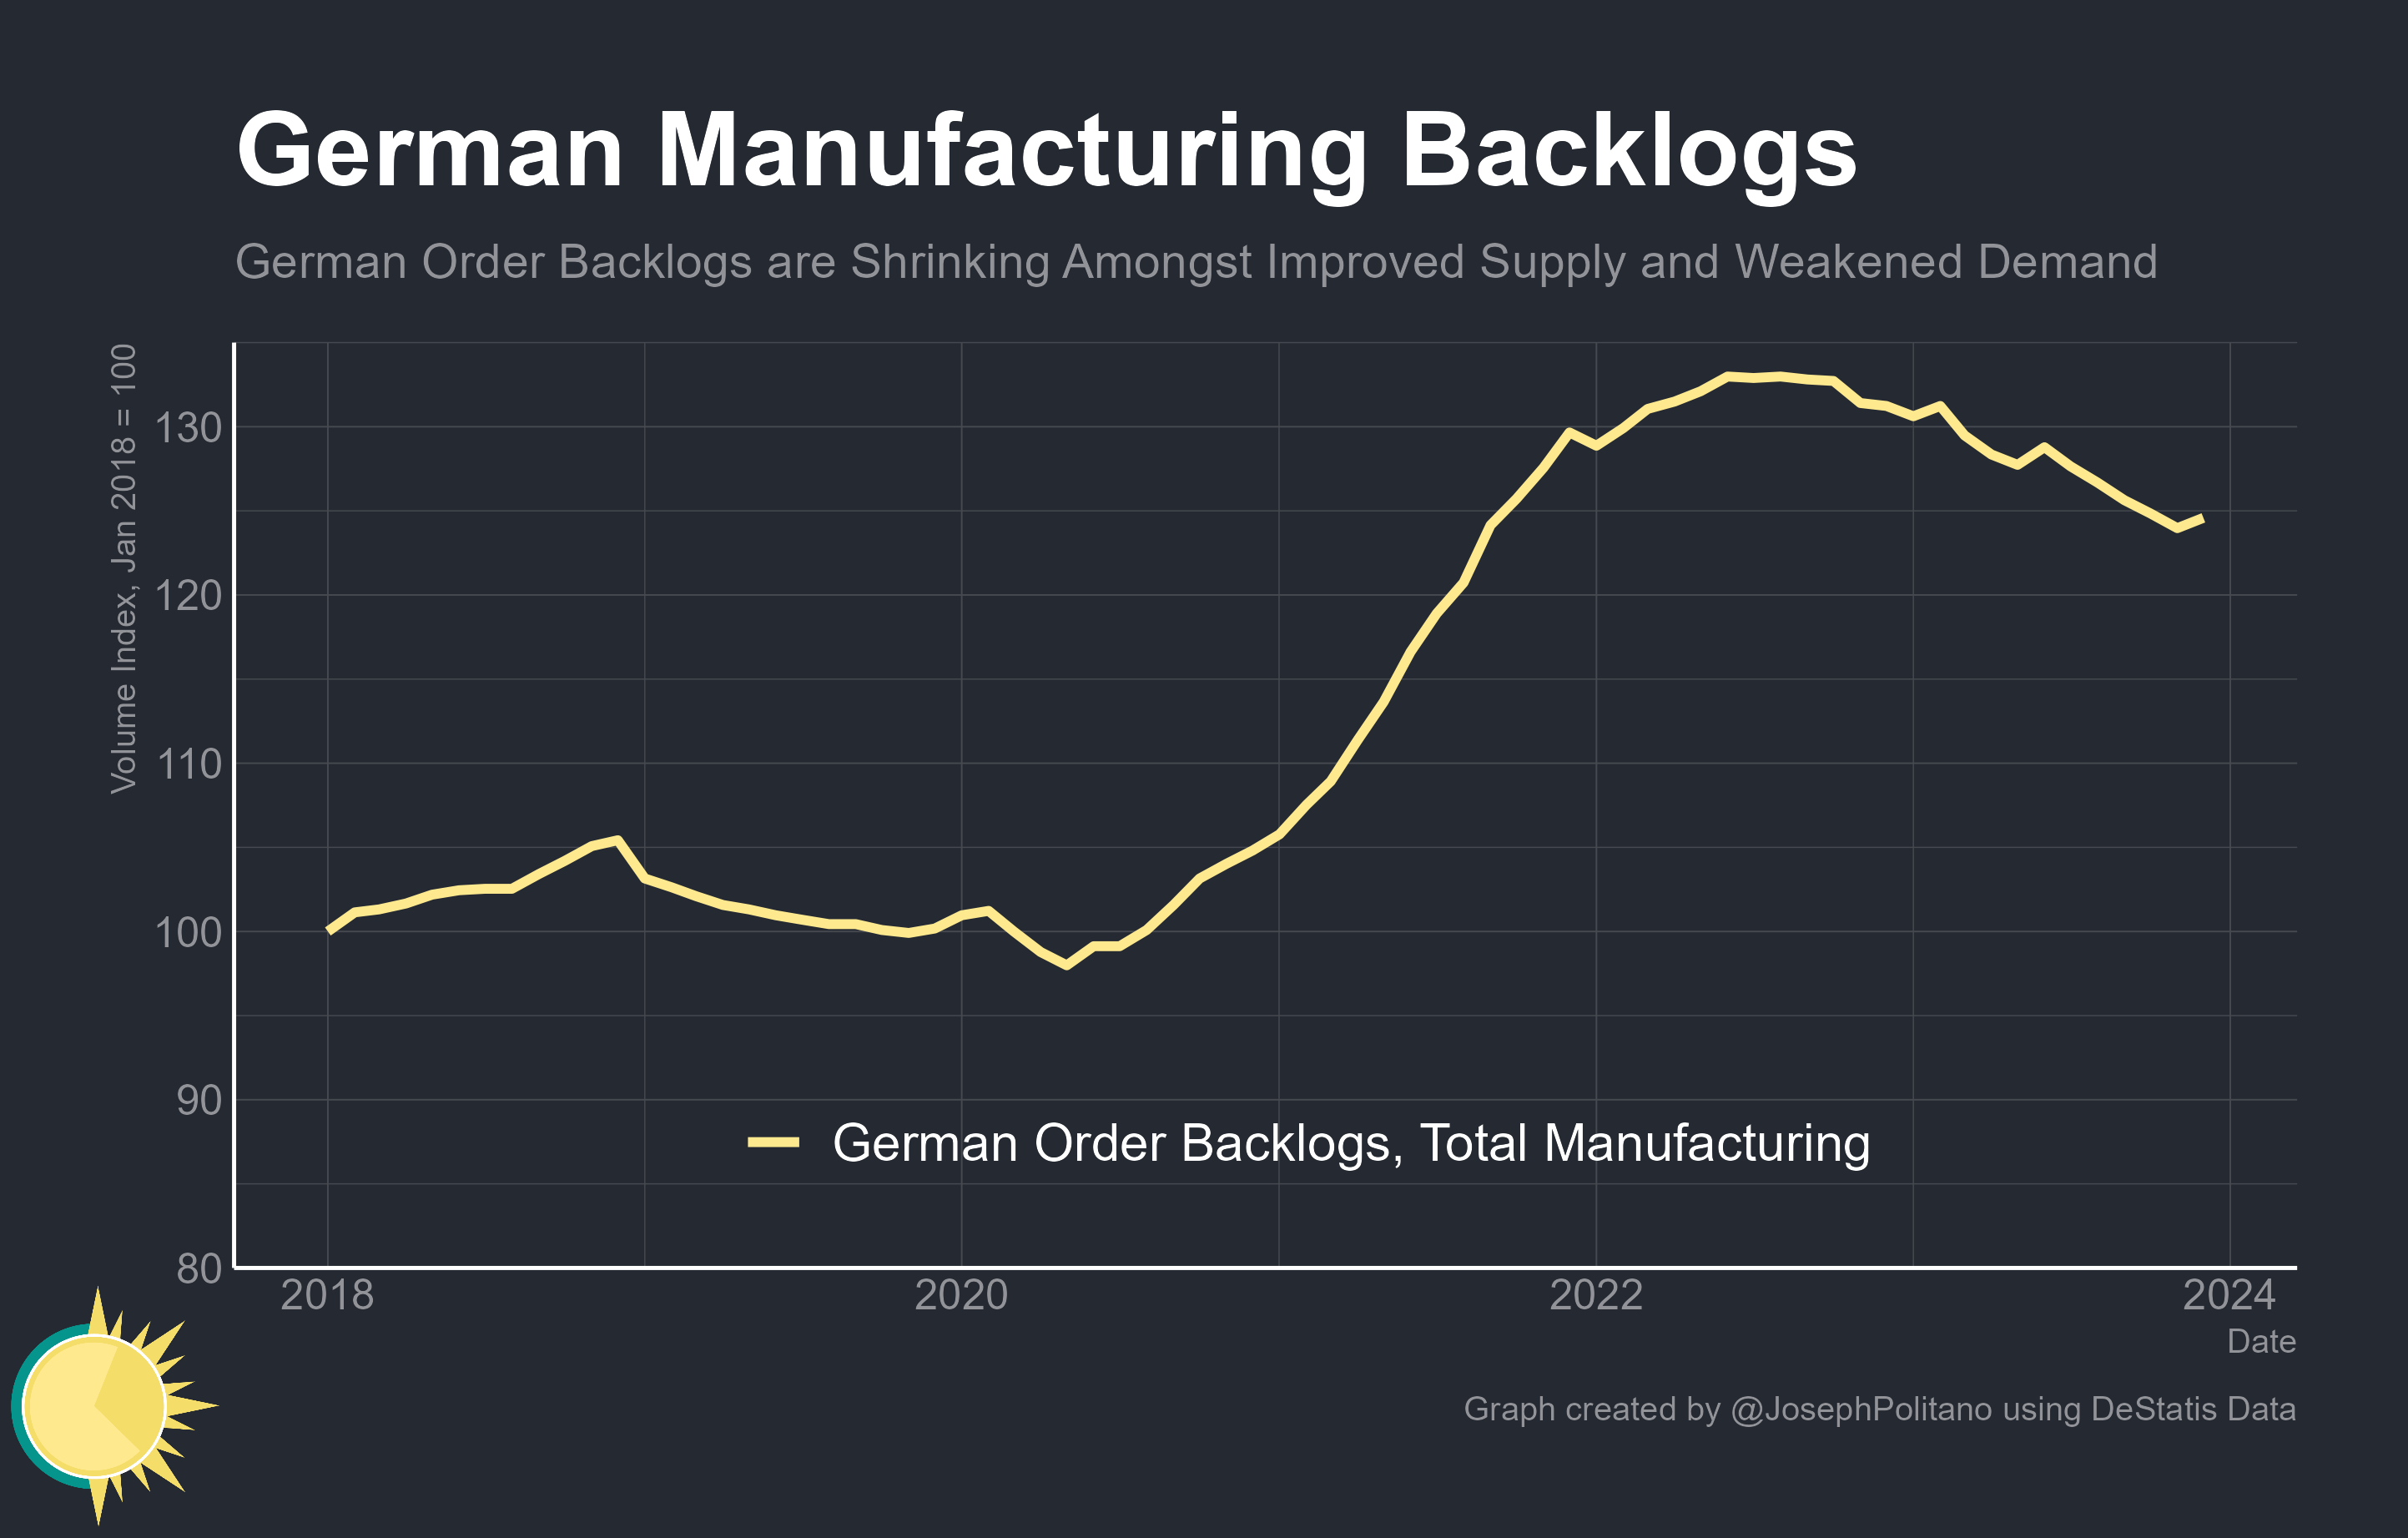 German Manufacturing Backlogs
German Order Backlogs are Shrinking Amongst Improved Supply and Weakened Demand
Volume Index, Jan 2018 = 100
130
120
110
100
90
80
German Order Backlogs, Total Manufacturing
2018 2020 2022 2024
Date
Graph created by @JosephPolitano using DeStatis Data